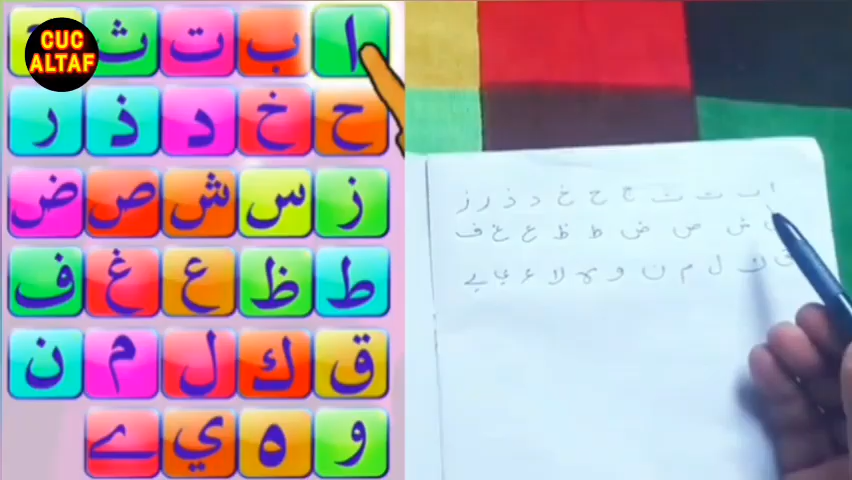 CUC
ALTAF
ا ب ت ث
ح خ د ذ ر
ز س ش ص ض
ط ظ ع غ ف
ق ك ل م ن
و ه ي ے
ا ب ت ث ج ح خ د ذ ر ز
ش ص ض ط ظ ع غ ف
ق ك ل م ن و ه لا ء ي ے